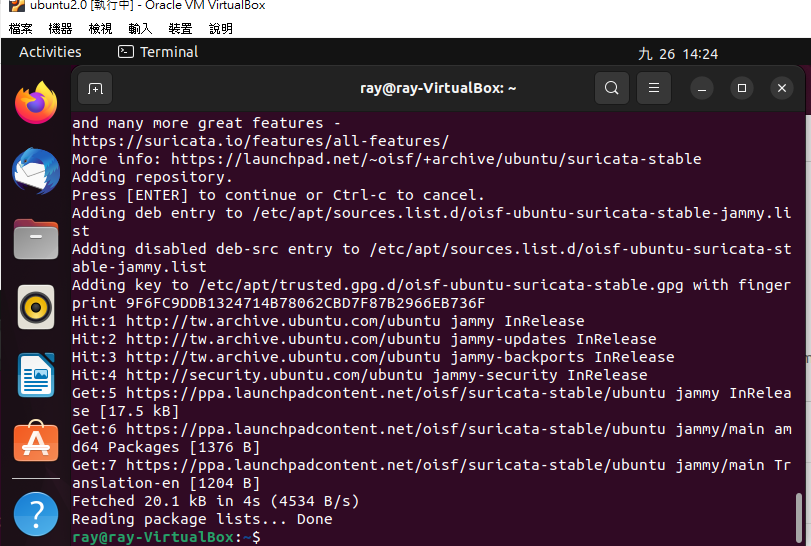 ubuntu2.0 [執行中] - Oracle VM VirtualBox
檔案 機器 檢視 輸入 裝置 說明
Activities Terminal 九 26 14:24
ray@ray-VirtualBox: ~
and many more great features -
https://suricata.io/features/all-features/
More info: https://launchpad.net/~oisf/+archive/ubuntu/suricata-stable
Adding repository.
Press [ENTER] to continue or Ctrl-c to cancel.
Adding deb entry to /etc/apt/sources.list.d/oisf-ubuntu-suricata-stable-jammy.li
st
Adding disabled deb-src entry to /etc/apt/sources.list.d/oisf-ubuntu-suricata-st
able-jammy.list
Adding key to /etc/apt/trusted.gpg.d/oisf-ubuntu-suricata-stable.gpg with finger
print 9F6FC9DDB1324714B78062CBD7F87B2966EB736F
Hit:1 http://tw.archive.ubuntu.com/ubuntu jammy InRelease
Hit:2 http://tw.archive.ubuntu.com/ubuntu jammy-updates InRelease
Hit:3 http://tw.archive.ubuntu.com/ubuntu jammy-backports InRelease
Hit:4 http://security.ubuntu.com/ubuntu jammy-security InRelease
Get:5 https://ppa.launchpadcontent.net/oisf/suricata-stable/ubuntu jammy InRelea
se [17.5 kB]
Get:6 https://ppa.launchpadcontent.net/oisf/suricata-stable/ubuntu jammy/main am
d64 Packages [1376 B]
Get:7 https://ppa.launchpadcontent.net/oisf/suricata-stable/ubuntu jammy/main Tr
anslation-en [1204 B]
Fetched 20.1 kB in 4s (4534 B/s)
Reading package lists... Done
ray@ray-VirtualBox:~$